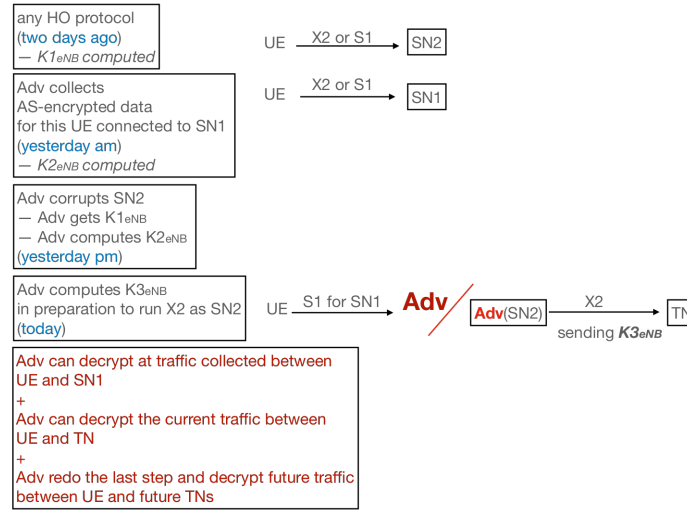 any HO protocol
(two days ago)
— K1eNB computed
UE X2 or S1 SN2
Adv collects
AS-encrypted data
for this UE connected to SN1
(yesterday am)
— K2eNB computed
UE X2 or S1 SN1
Adv corrupts SN2
— Adv gets K1eNB
— Adv computes K2eNB
(yesterday pm)
Adv computes K3eNB
in preparation to run X2 as SN2
(today)
UE S1 for SN1 Adv Adv(SN2) X2 TN
sending K3eNB
Adv can decrypt at traffic collected between
UE and SN1
+
Adv can decrypt the current traffic between
UE and TN
+
Adv redo the last step and decrypt future traffic
between UE and future TNs